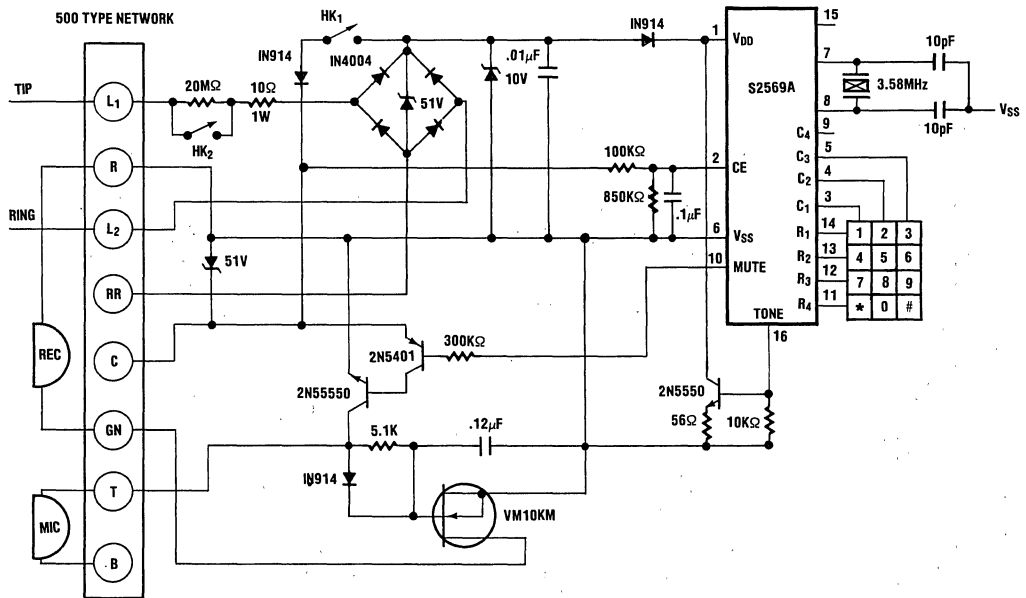 500 TYPE NETWORK
HK1
IN914
IN4004
.01μF
10V
IN914
1
VDD
15
7
10pF
S2569A
3.58MHz
TIP
L1
20MΩ
10Ω
1W
HK2
51V
8
10pF
VSS
9
C4
R
100KΩ
2
CE
5
C3
850KΩ
.1μF
4
C2
3
C1
RING
L2
6
VSS
14
R1
1
2
3
51V
10
MUTE
13
R2
4
5
6
RR
12
R3
7
8
9
11
R4
*
0
#
TONE
16
REC
C
300KΩ
2N5401
2N55550
2N5550
GN
5.1K
.12μF
56Ω
10KΩ
IN914
T
MIC
VM10KM
B